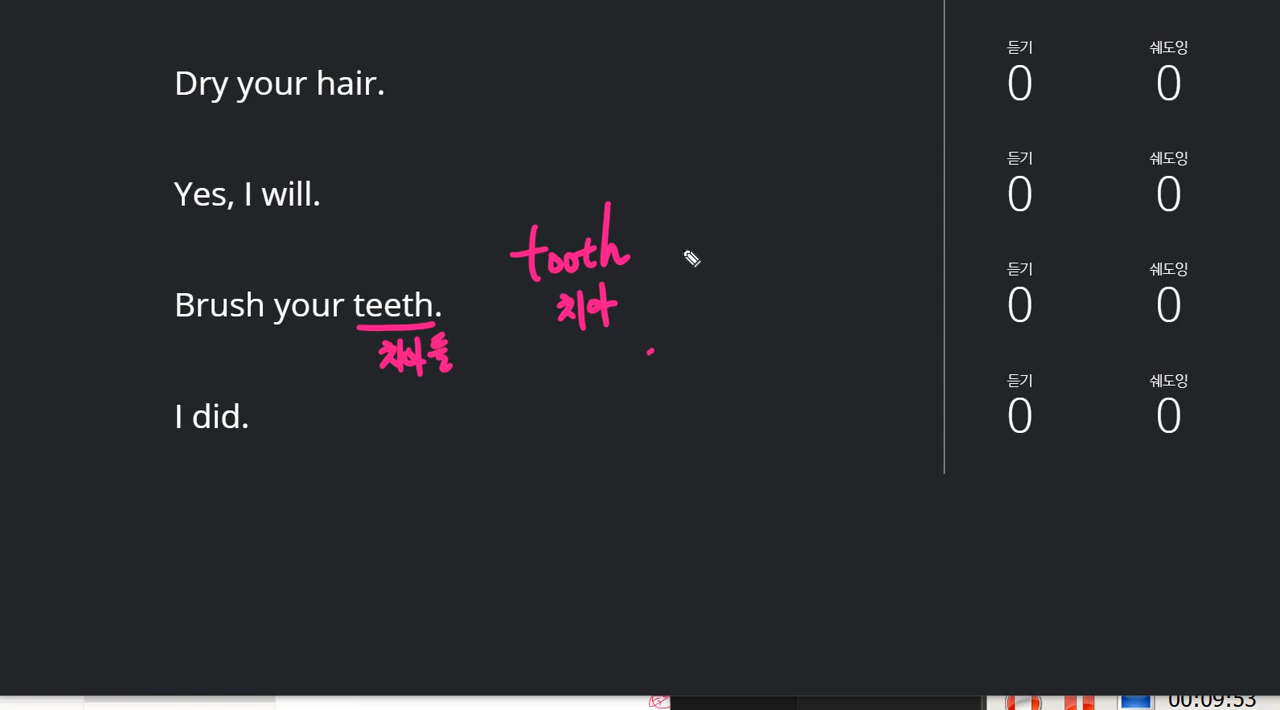 듣기 쉐도잉
Dry your hair. 0 0
듣기 쉐도잉
Yes, I will. 0 0
tooth
듣기 쉐도잉
Brush your teeth. 치아 0 0
치아들
듣기 쉐도잉
I did. 0 0
00:09:53